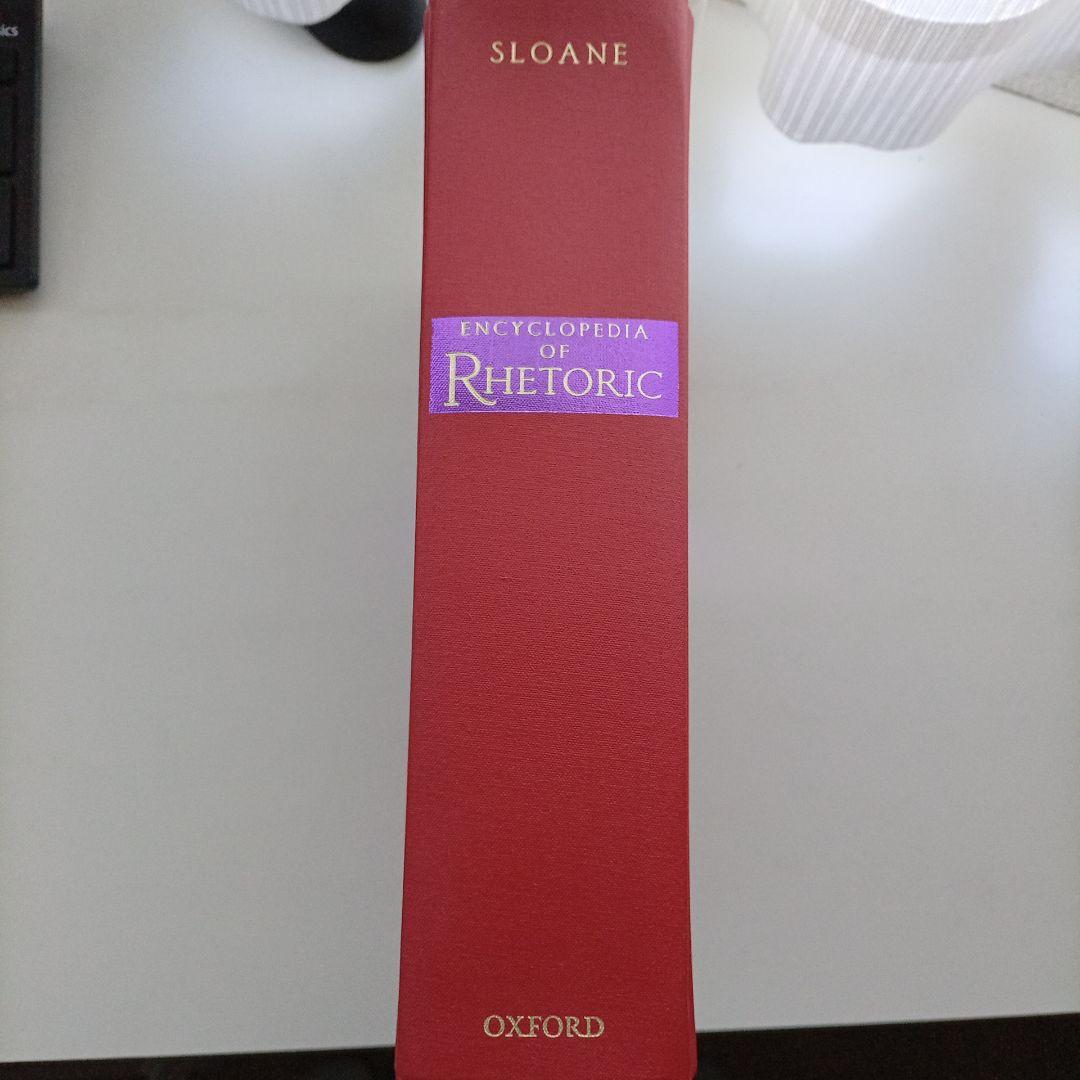 SLOANE
ENCYCLOPEDIA
OF
RHETORIC
OXFORD